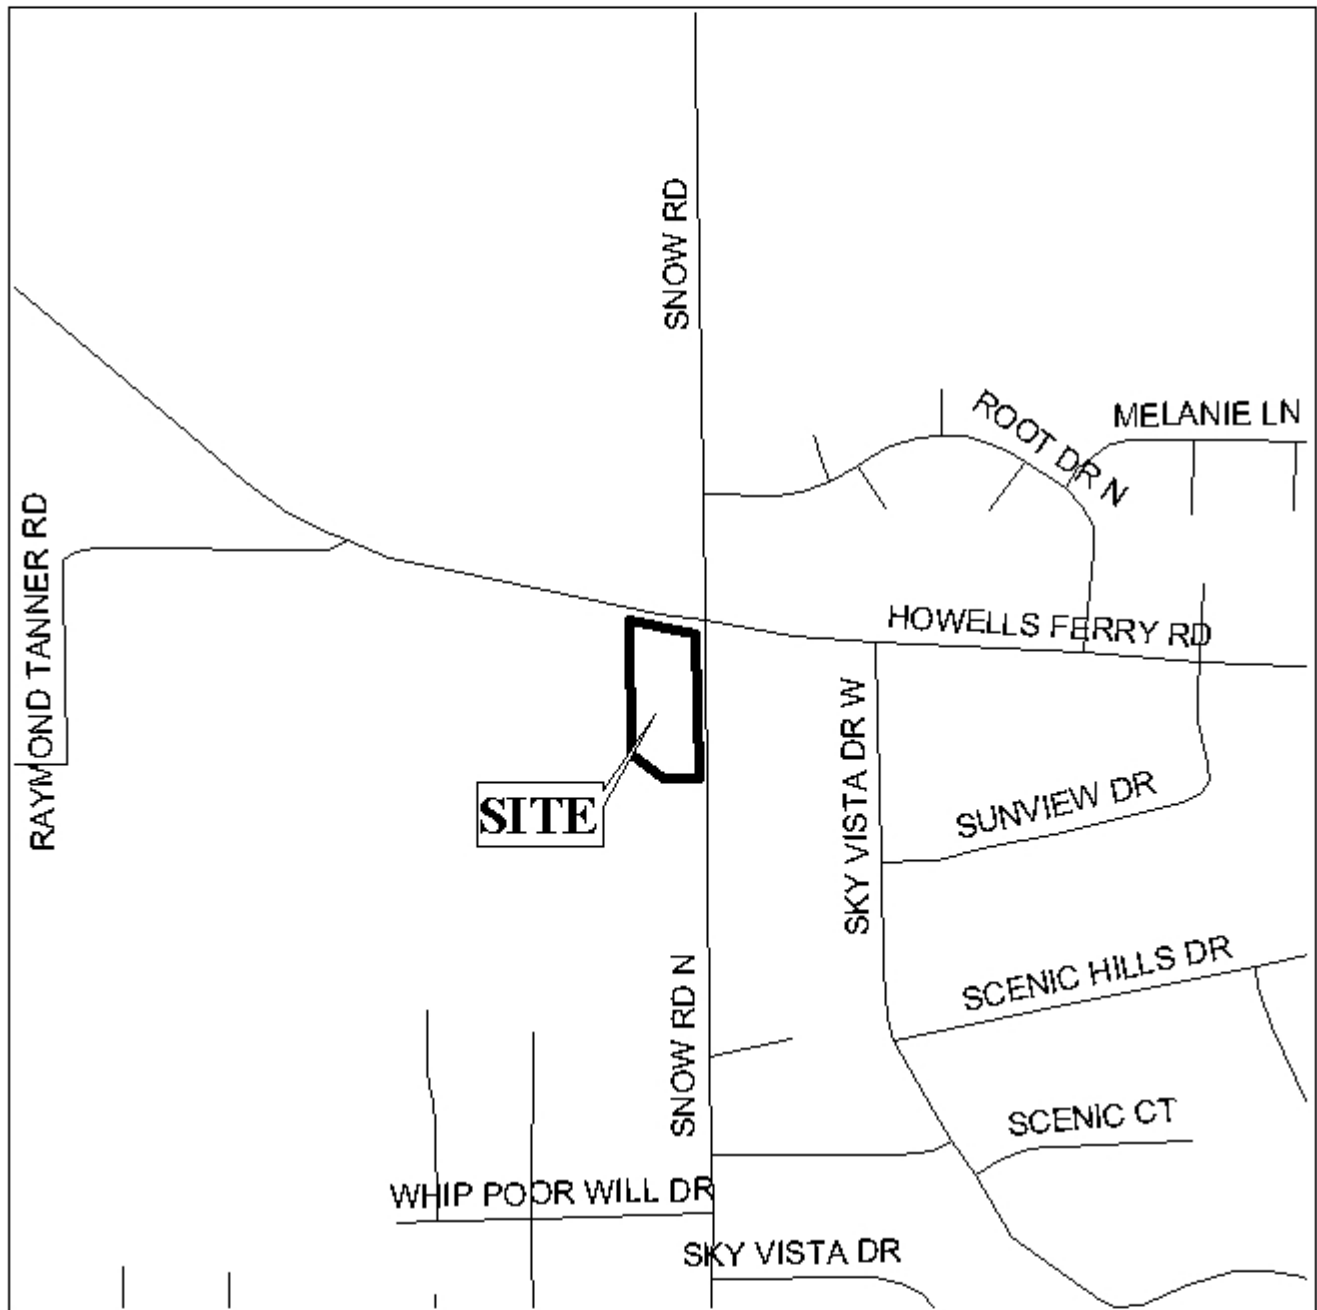 SNOW RD
ROOT DR N
MELANIE LN
RAYMOND TANNER RD
HOWELLS FERRY RD
SKY VISTA DR W
SITE
SUNVIEW DR
SCENIC HILLS DR
SNOW RD N
SCENIC CT
WHIP POOR WILL DR
SKY VISTA DR